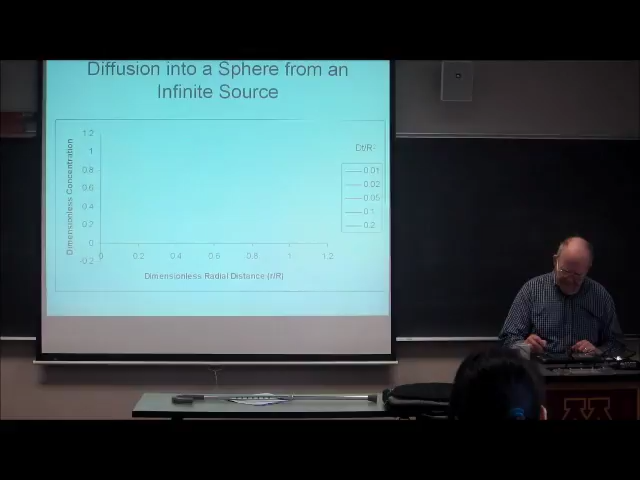 Diffusion into a Sphere from an
Infinite Source
Dimensionless Concentration
1.2
1
0.8
0.6
0.4
0.2
0
-0.2
0 0.2 0.4 0.6 0.8 1 1.2
Dimensionless Radial Distance (r/R)
Dt/R
0.01
0.02
0.05
0.1
0.2
M